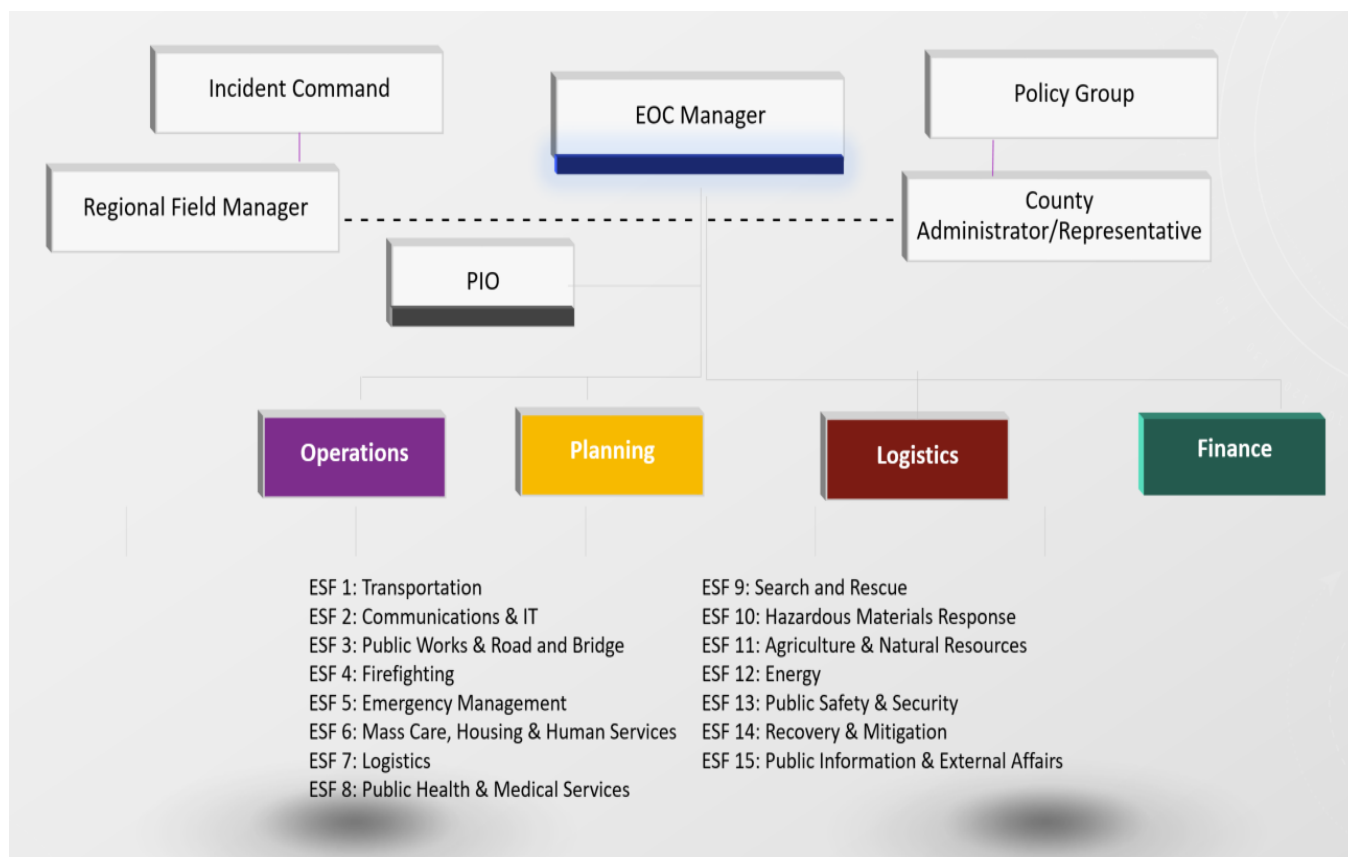 Incident Command
EOC Manager
Policy Group
Regional Field Manager
County
Administrator/Representative
PIO
Operations
Planning
Logistics
Finance
ESF 1: Transportation
ESF 2: Communications & IT
ESF 3: Public Works & Road and Bridge
ESF 4: Firefighting
ESF 5: Emergency Management
ESF 6: Mass Care, Housing & Human Services
ESF 7: Logistics
ESF 8: Public Health & Medical Services
ESF 9: Search and Rescue
ESF 10: Hazardous Materials Response
ESF 11: Agriculture & Natural Resources
ESF 12: Energy
ESF 13: Public Safety & Security
ESF 14: Recovery & Mitigation
ESF 15: Public Information & External Affairs